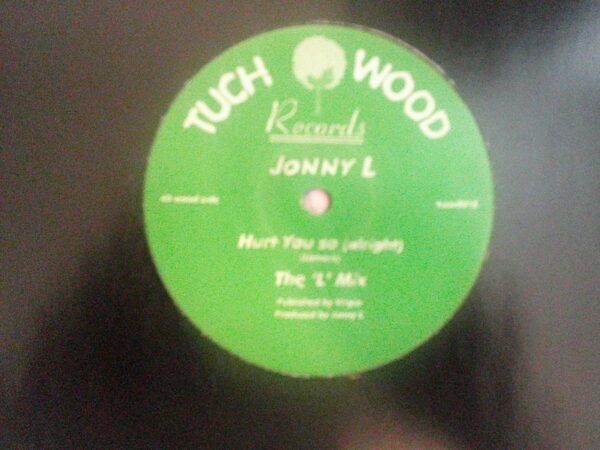 TUCH WOOD
Records
JONNY L
Hurt You so (alright)
The 'L' Mix
Published by Virgin
Produced by Jonny L